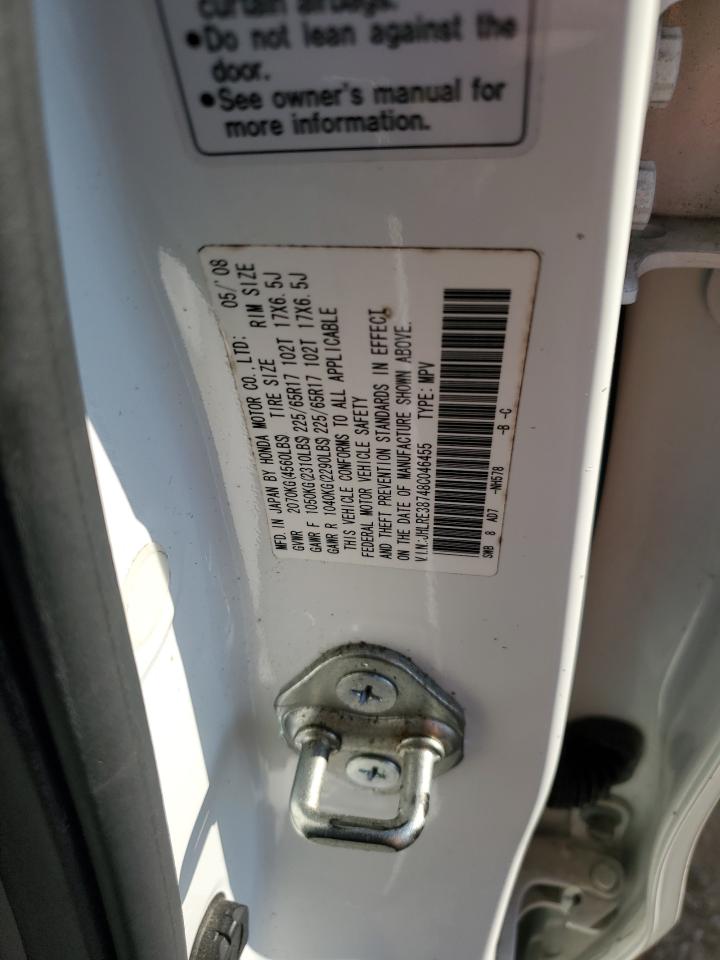 curtain airbags.
●Do not lean against the
door.
●See owner's manual for
more information.
MFD. IN JAPAN BY HONDA MOTOR CO., LTD: 05/'08
GVWR 2070KG(4560LBS) TIRE SIZE RIM SIZE
GAWR F 1050KG(2310LBS) 225/65R17 102T 17X6.5J
GAWR R 1040KG(2290LBS) 225/65R17 102T 17X6.5J
THIS VEHICLE CONFORMS TO ALL APPLICABLE
FEDERAL MOTOR VEHICLE SAFETY
AND THEFT PREVENTION STANDARDS IN EFFECT
ON THE DATE OF MANUFACTURE SHOWN ABOVE.
V.I.N.:JHLRE38748C046455 TYPE: MPV
SWB 8 AD7 -NH578 -B -C